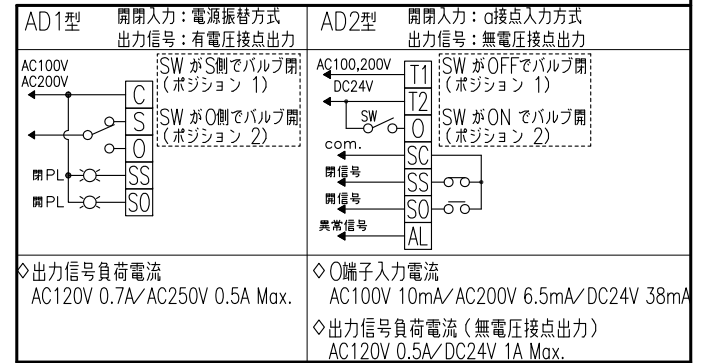 AD1型 開閉入力：電源振替方式
出力信号：有電圧接点出力
AC100V
AC200V
SW がS側でバルブ閉
（ポジション 1）
SW がO側でバルブ開
（ポジション 2）
C
S
O
閉PL SS
開PL SO
◇出力信号負荷電流
AC120V 0.7A/AC250V 0.5A Max.
AD2型 開閉入力：a接点入力方式
出力信号：無電圧接点出力
AC100,200V T1
DC24V T2
SW O
SW がOFFでバルブ閉
（ポジション 1）
SW がON でバルブ開
（ポジション 2）
com. SC
閉信号 SS
開信号 SO
異常信号 AL
◇O端子入力電流
AC100V 10mA/AC200V 6.5mA/DC24V 38mA
◇出力信号負荷電流（無電圧接点出力）
AC120V 0.5A/DC24V 1A Max.